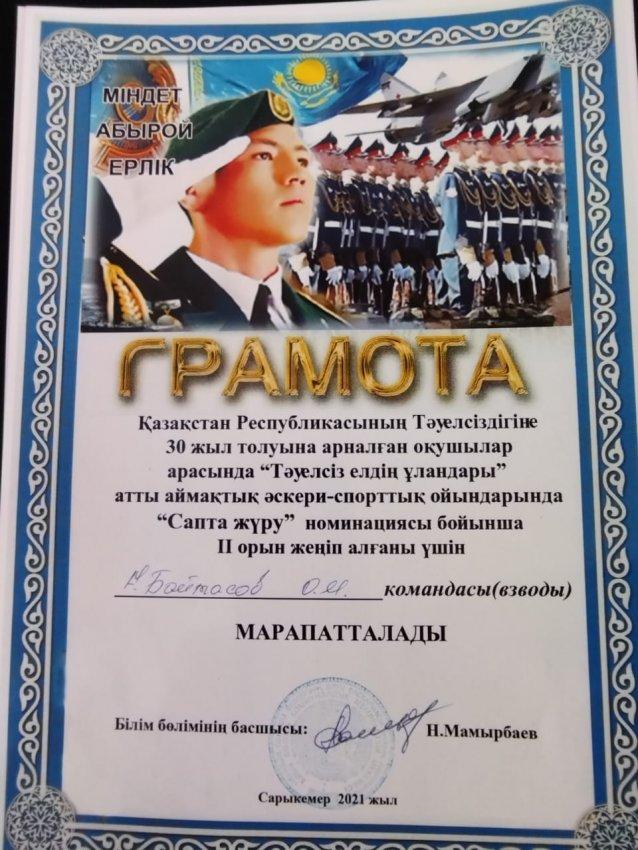 МІНДЕТ
АБЫРОЙ
ЕРЛІК
ГРАМОТА
Қазақстан Республикасының Тәуелсіздігіне
30 жыл толуына арналған оқушылар
арасында “Тәуелсіз елдің ұландары”
атты аймақтық әскери-спорттық ойындарында
“Сапта жүру” номинациясы бойынша
ІІ орын жеңіп алғаны үшін
Байтасов О.М. командасы(взводы)
МАРАПАТТАЛАДЫ
Білім бөлімінің басшысы: Н.Мамырбаев
Сарыкемер 2021 жыл